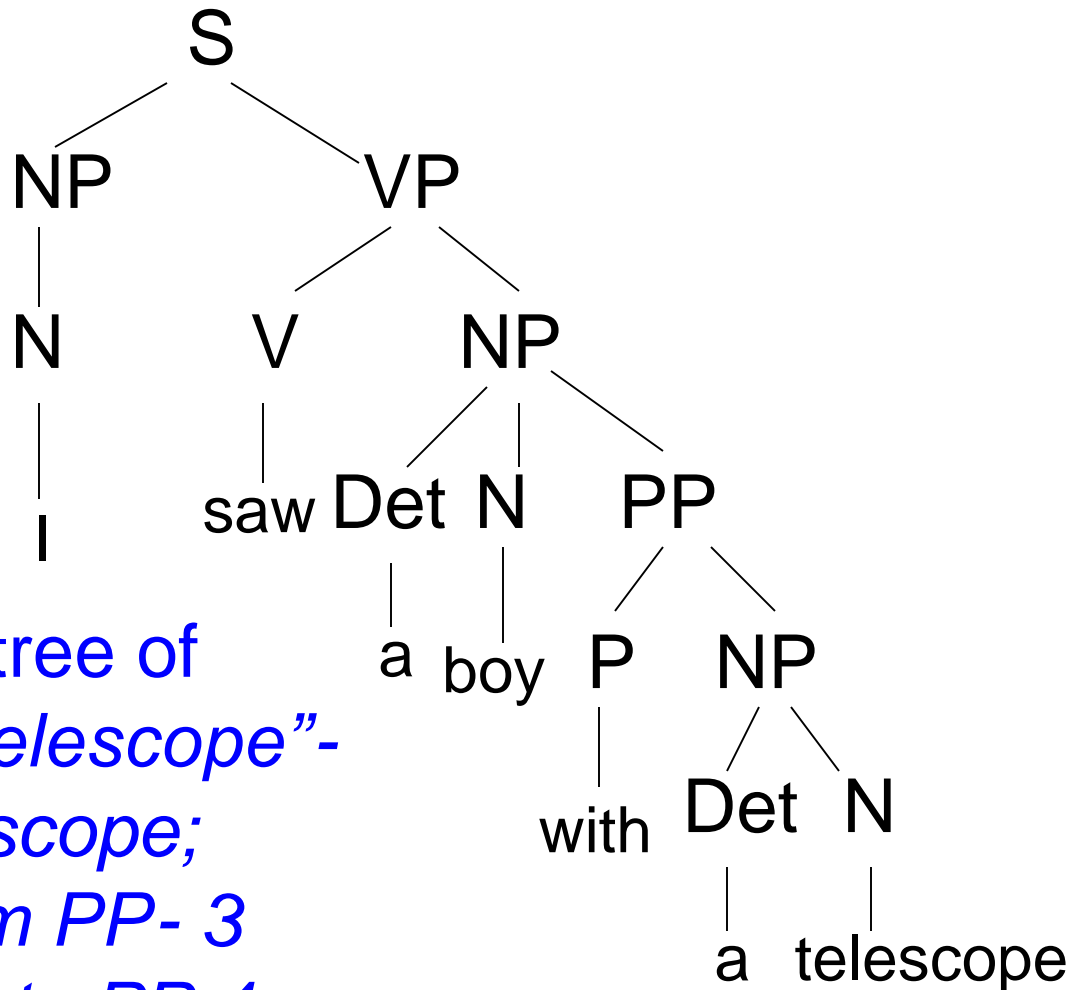 S
NP VP
N V NP
saw Det N PP
I
tree of a boy P NP
elescope”-
scope; with Det N
m PP- 3
a telescope